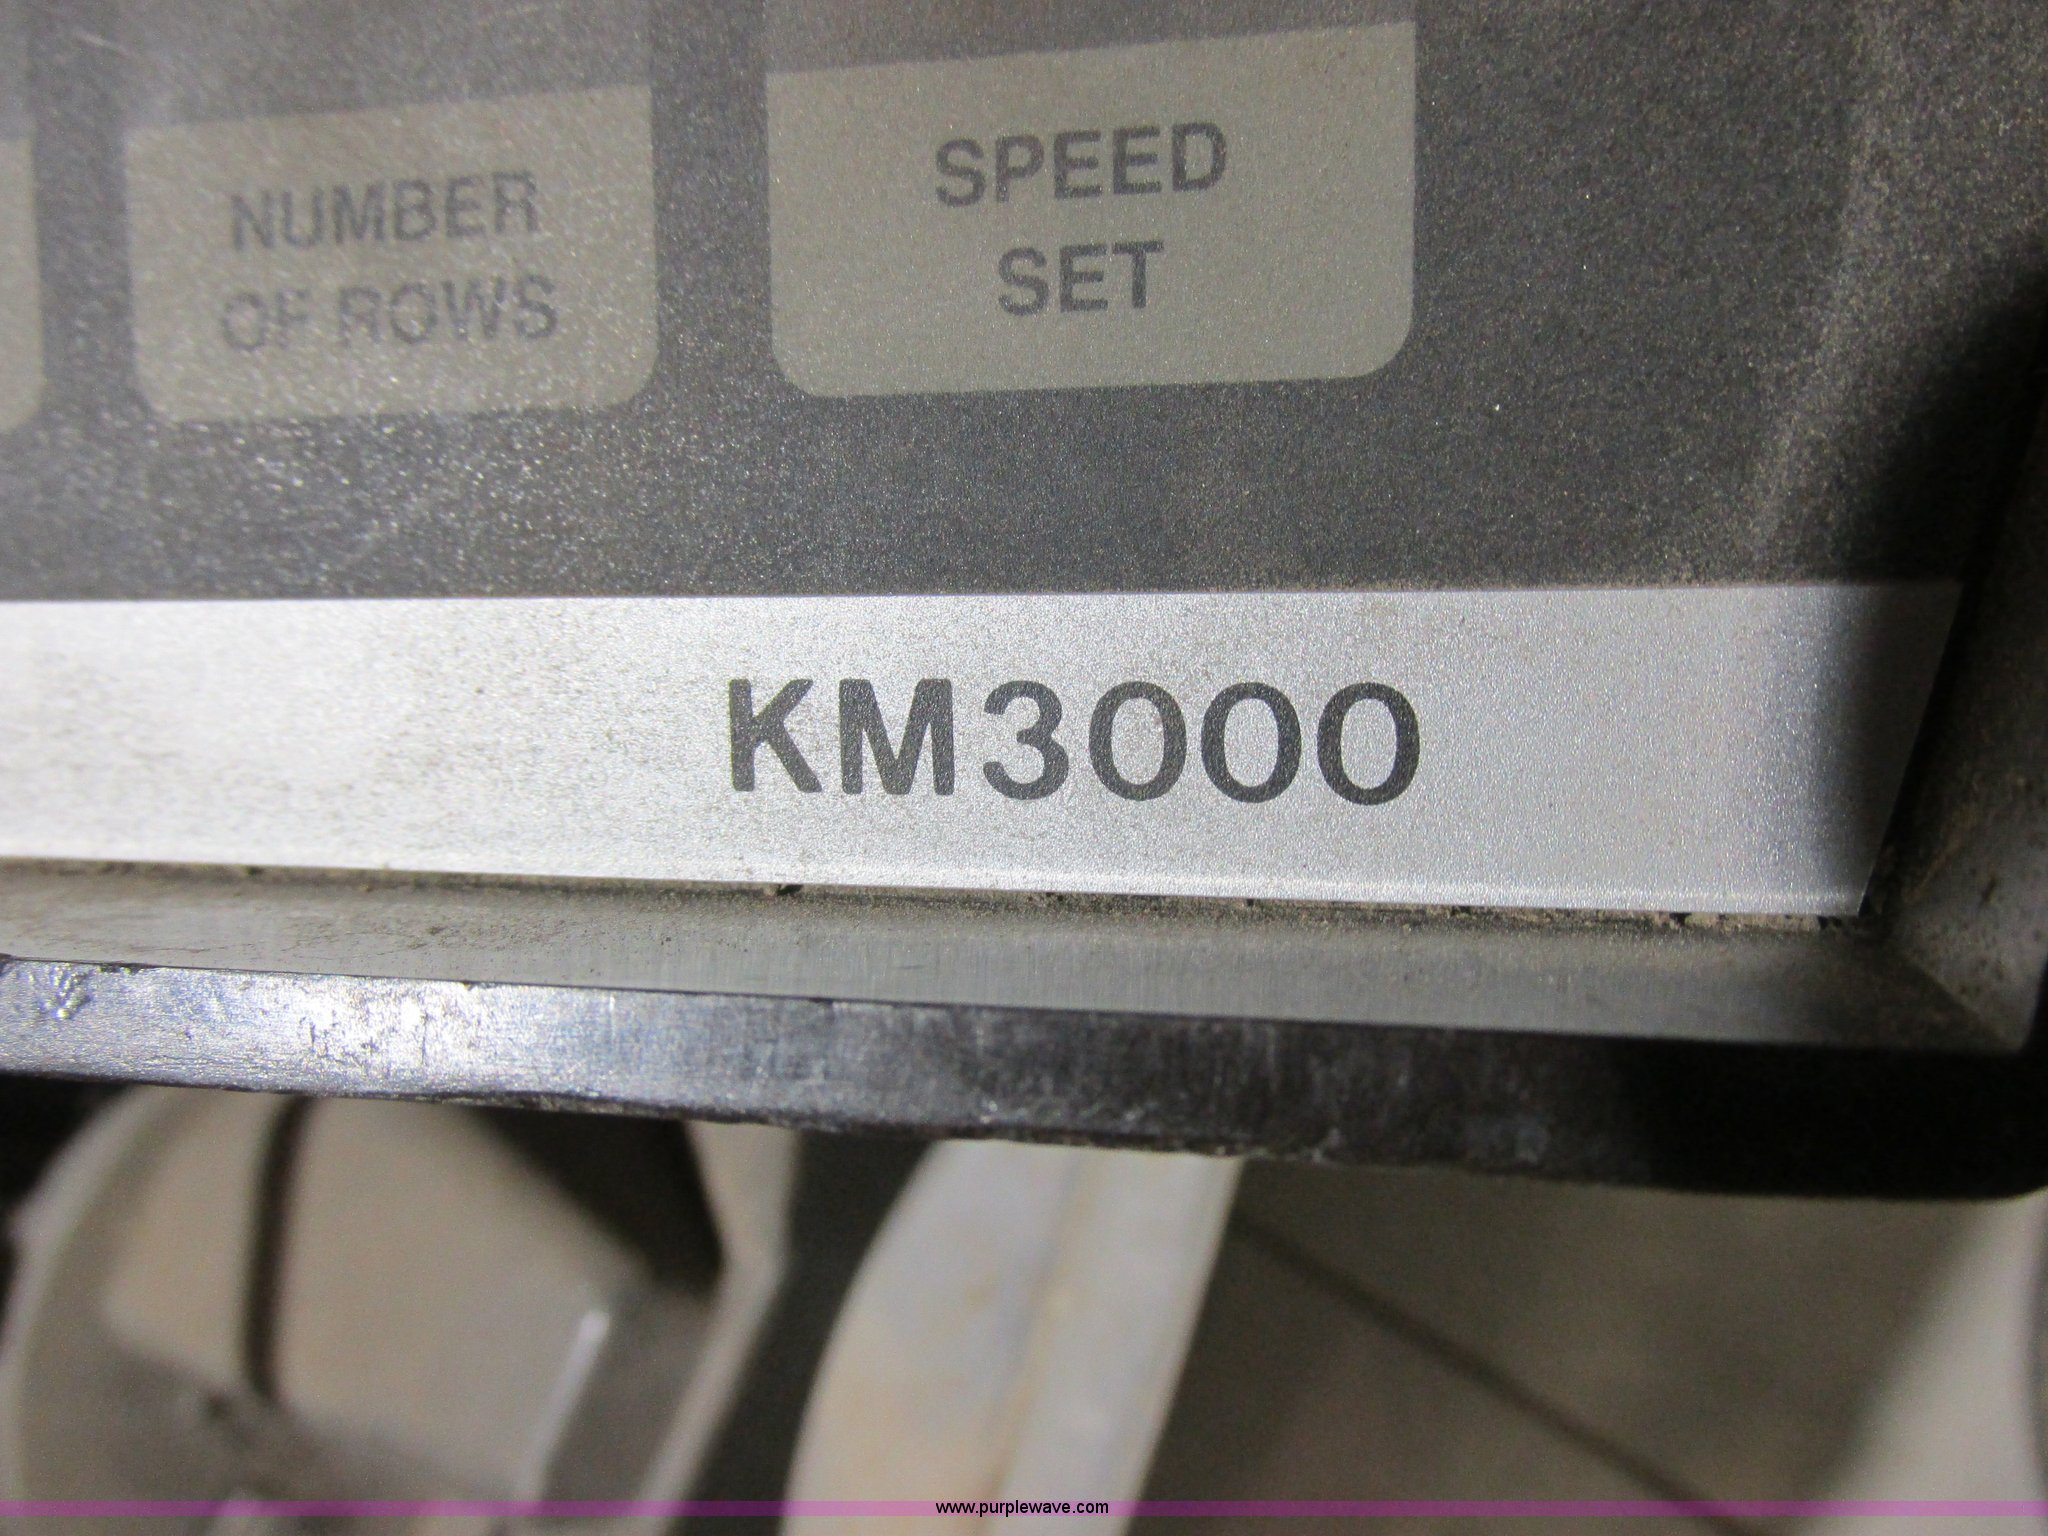 NUMBER
OF ROWS
SPEED
SET
KM3000
www.purplewave.com